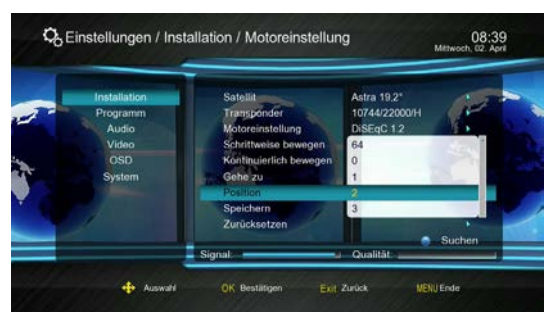 Einstellungen / Installation / Motoreinstellung
08:39
Mittwoch, 02. April
Installation
Programm
Audio
Video
OSD
System
Satellit Astra 19,2°
Transponder 10744/22000/H
Motoreinstellung DiSEqC 1.2
Schrittweise bewegen 64
Kontinuierlich bewegen 0
Gehe zu 1
Position 2
Speichern 3
Zurücksetzen
Suchen
Signal: Qualität:
Auswahl OK Bestätigen Exit Zurück MENU Ende